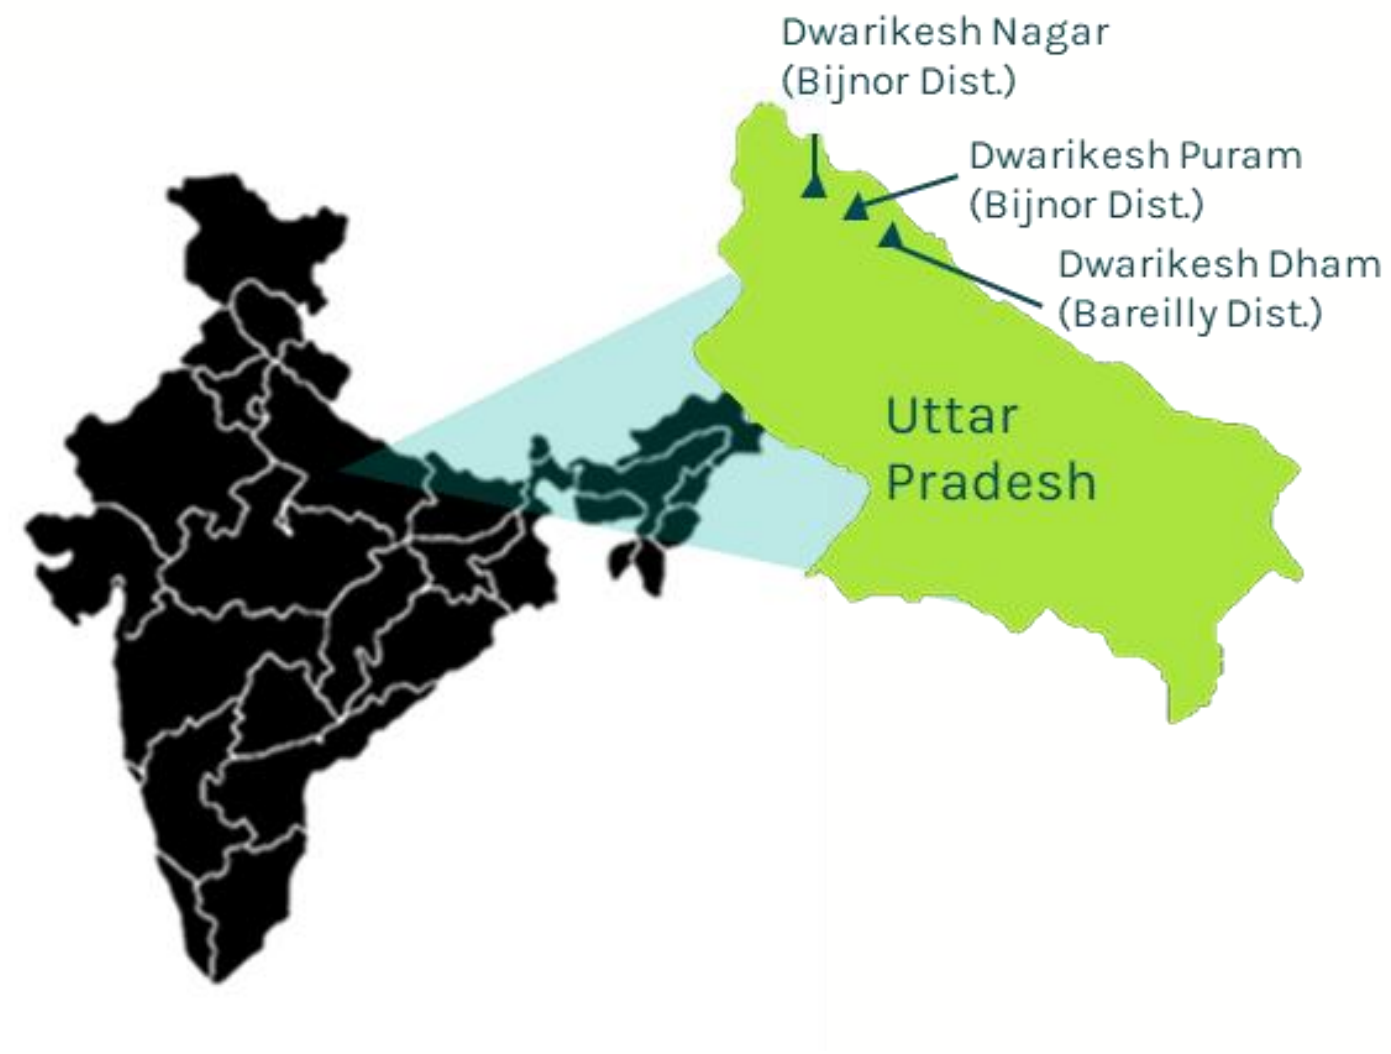 Dwarikesh Nagar
(Bijnor Dist.)
Dwarikesh Puram
(Bijnor Dist.)
Dwarikesh Dham
(Bareilly Dist.)
Uttar
Pradesh